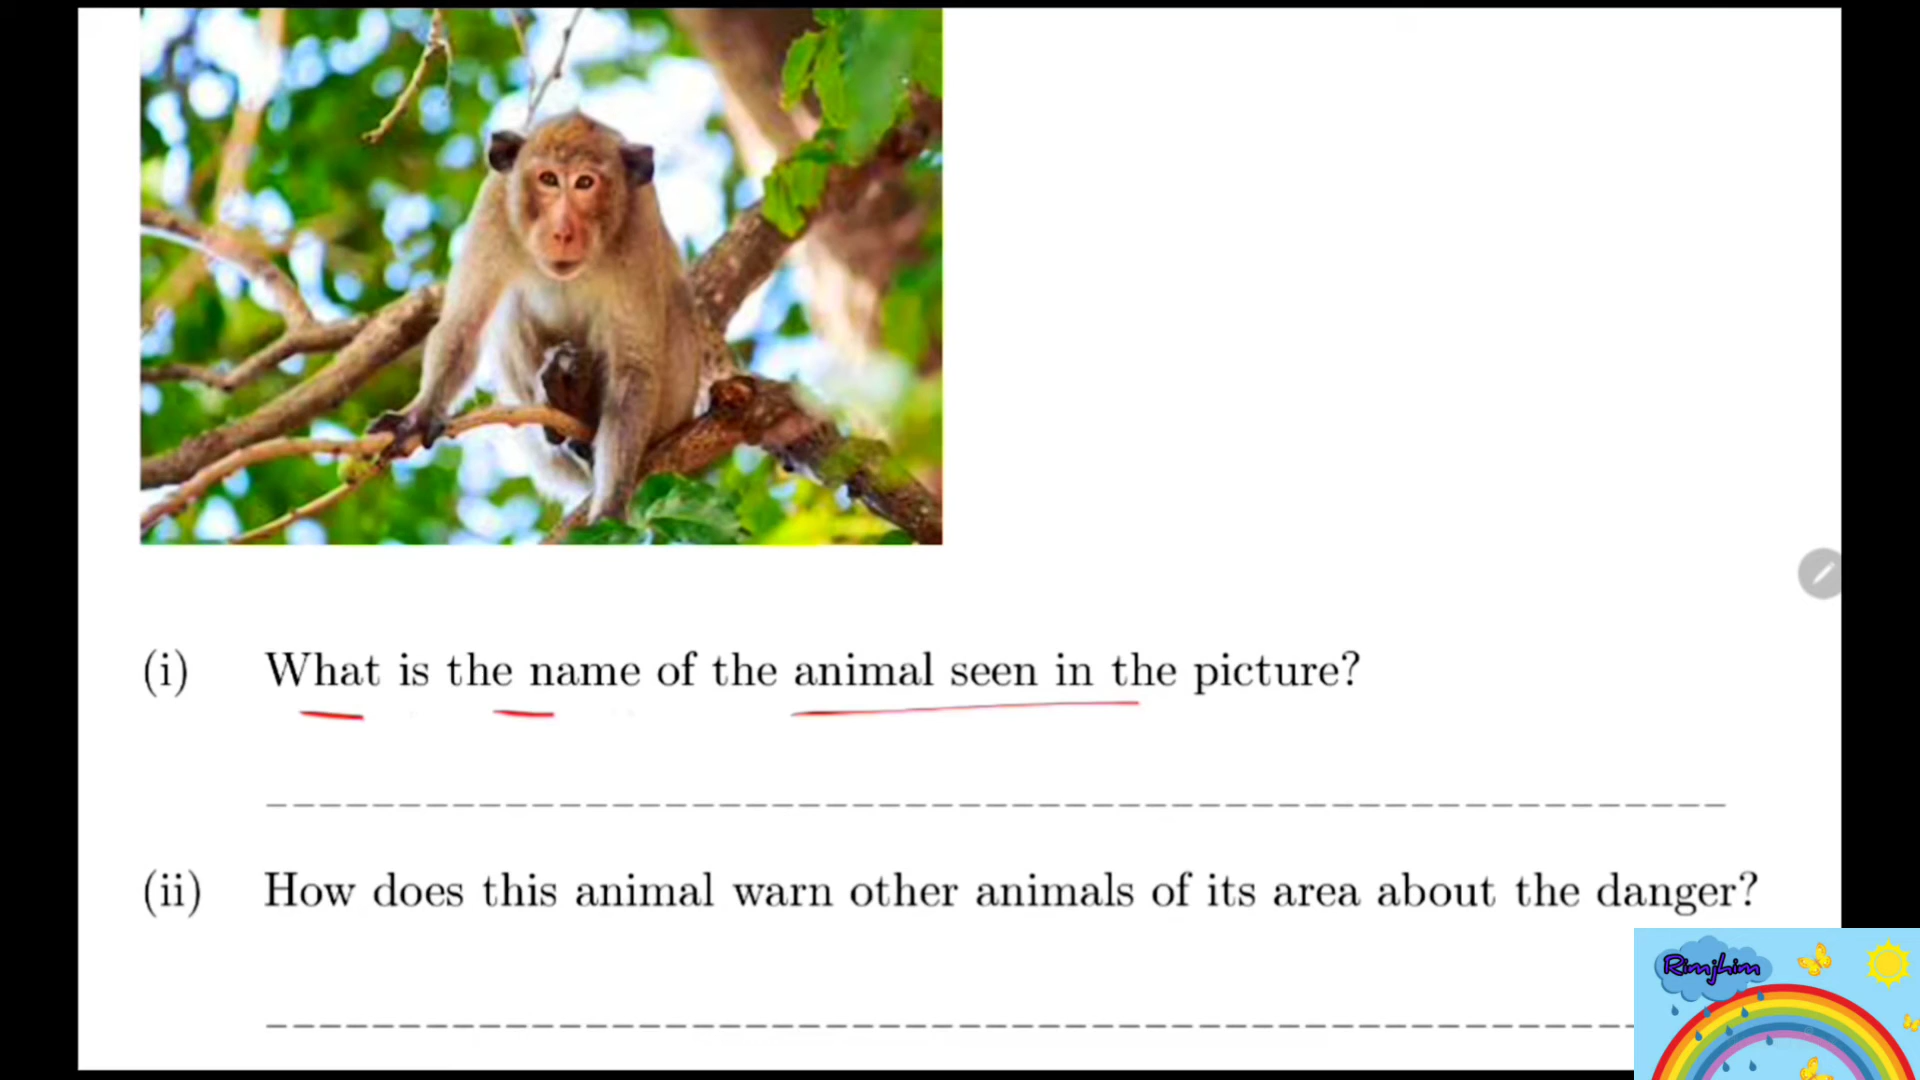 (i) What is the name of the animal seen in the picture?
(ii) How does this animal warn other animals of its area about the danger?
Rimjhim